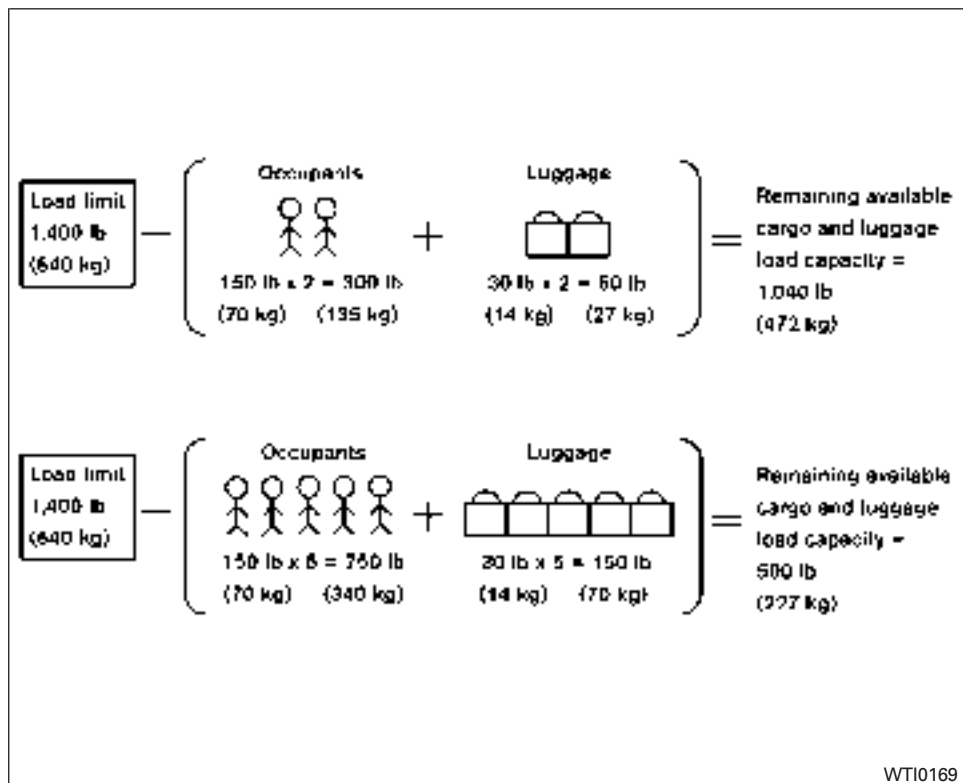 Occupants Luggage
Load limit
1,400 lb
(640 kg)
150 lb x 2 = 300 lb 30 lb x 2 = 60 lb
(70 kg) (135 kg) (14 kg) (27 kg)
Remaining available
cargo and luggage
load capacity =
1,040 lb
(472 kg)
Occupants Luggage
Load limit
1,400 lb
(640 kg)
150 lb x 5 = 750 lb 30 lb x 5 = 150 lb
(70 kg) (340 kg) (14 kg) (70 kg)
Remaining available
cargo and luggage
load capacity =
500 lb
(227 kg)
WTI0169